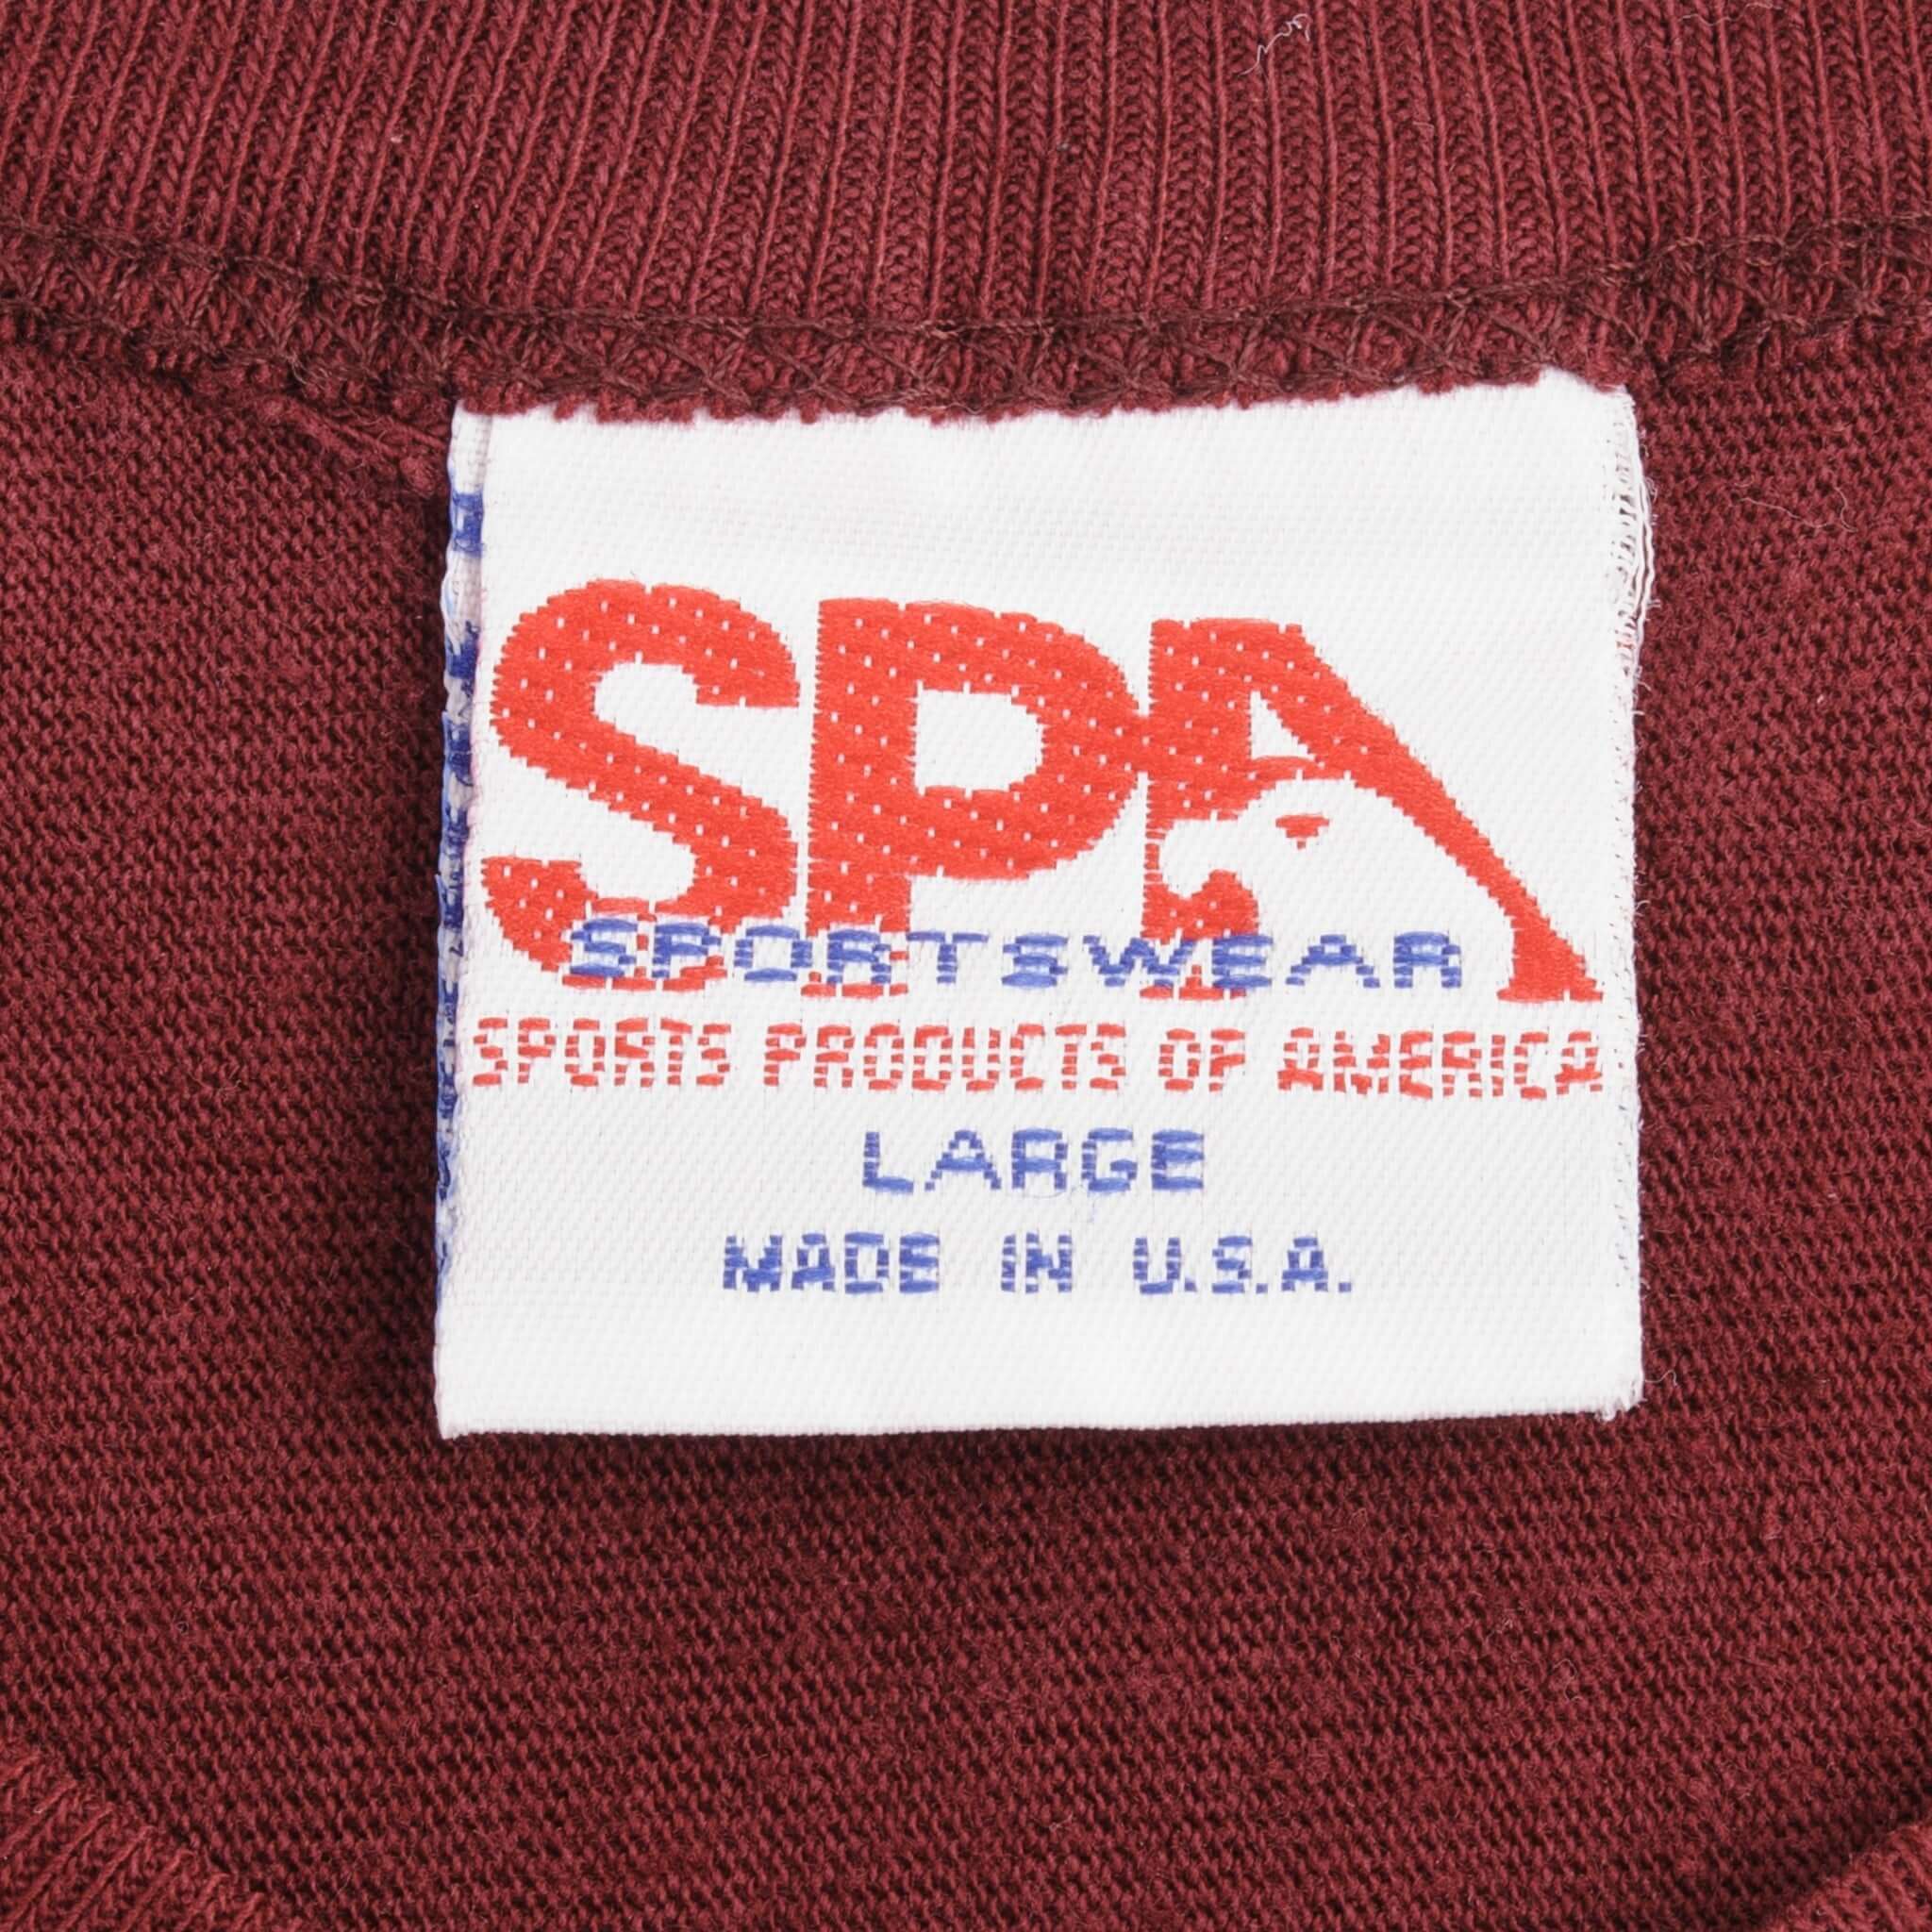 SPA
SPORTSWEAR
SPORTS PRODUCTS OF AMERICA
LARGE
MADE IN U.S.A.